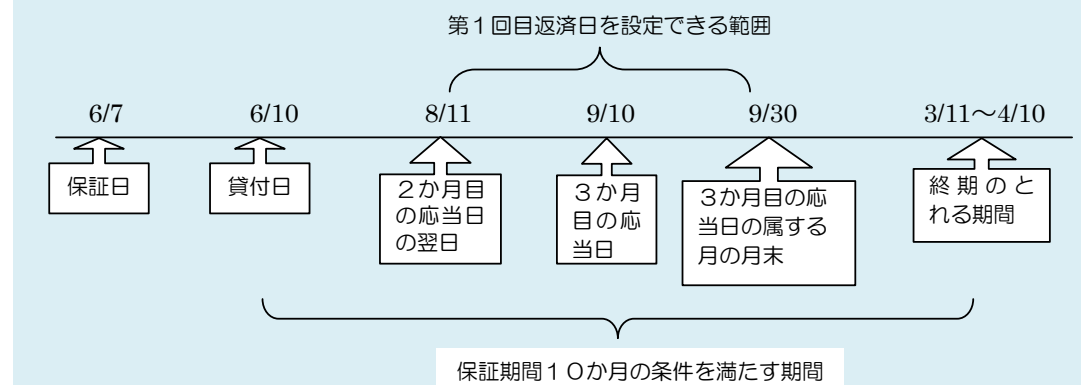 第１回目返済日を設定できる範囲
6/7
6/10
8/11
9/10
9/30
3/11～4/10
保証日
貸付日
２か月目
の応当日
の翌日
３か月
目の応
当日
３か月目の応
当日の属する
月の月末
終期のと
れる期間
保証期間１０か月の条件を満たす期間